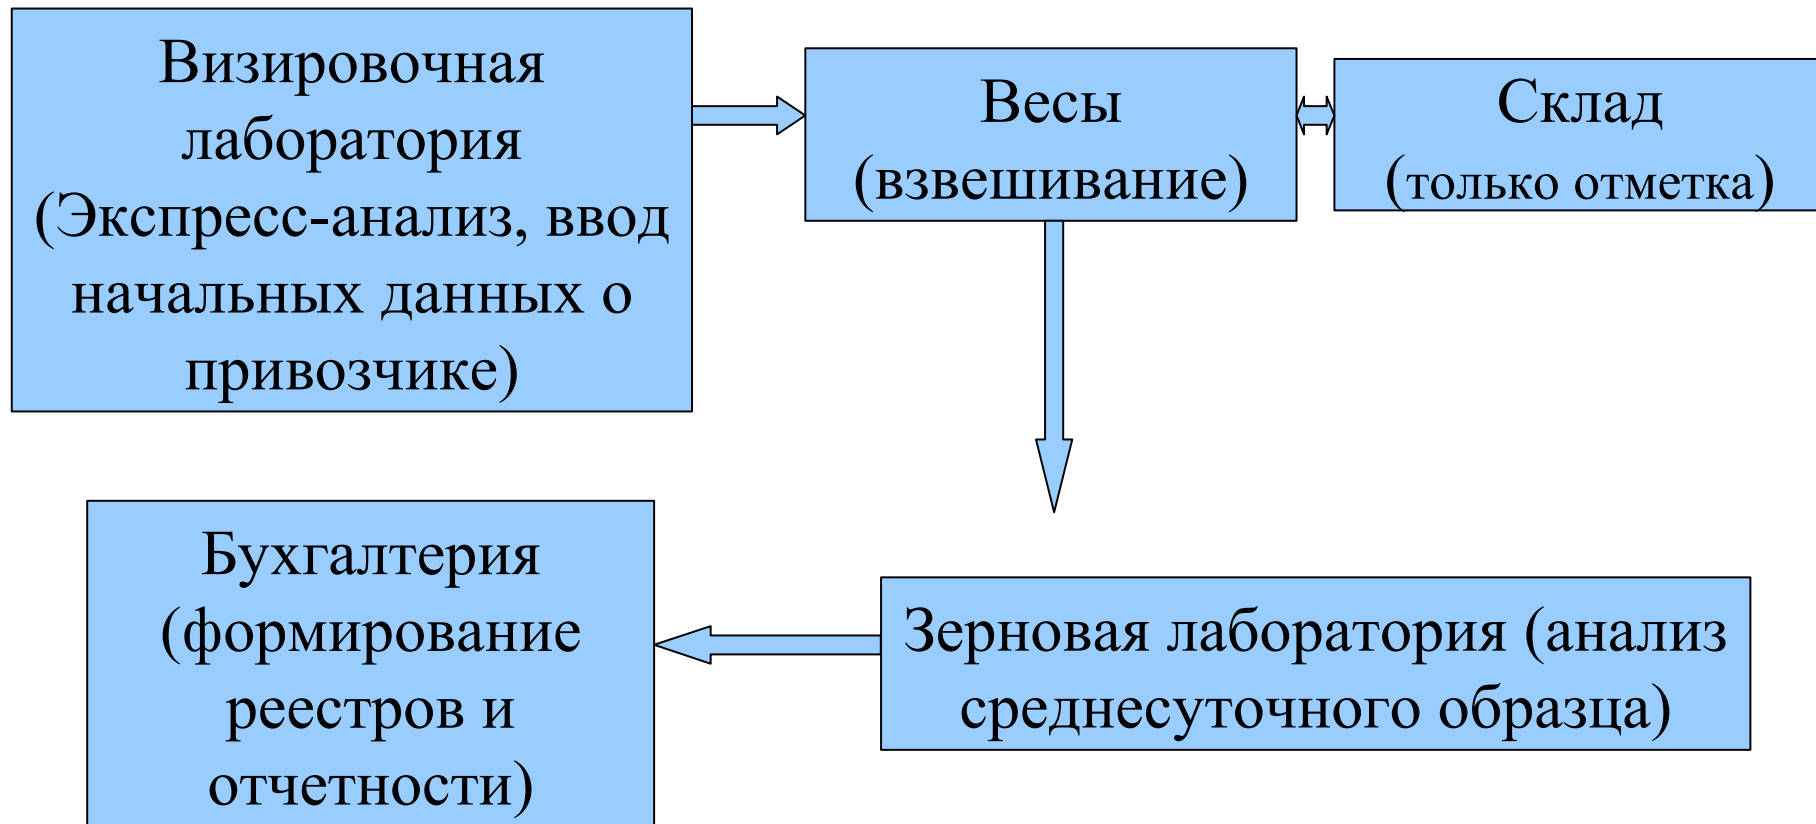 Визировочная
лаборатория
(Экспресс-анализ, ввод
начальных данных о
привозчике)
Весы
(взвешивание)
Склад
(только отметка)
Бухгалтерия
(формирование
реестров и
отчетности)
Зерновая лаборатория (анализ
среднесуточного образца)